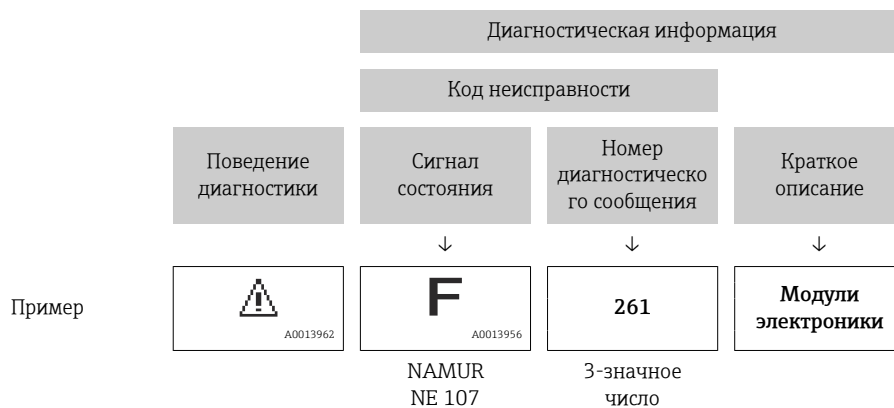 Диагностическая информация
Код неисправности
Поведение
диагностики
Сигнал
состояния
Номер
диагностическо
го сообщения
Краткое
описание
↓
↓
↓
Пример
A0013962
F
A0013956
261
Модули
электроники
NAMUR
NE 107
3-значное
число